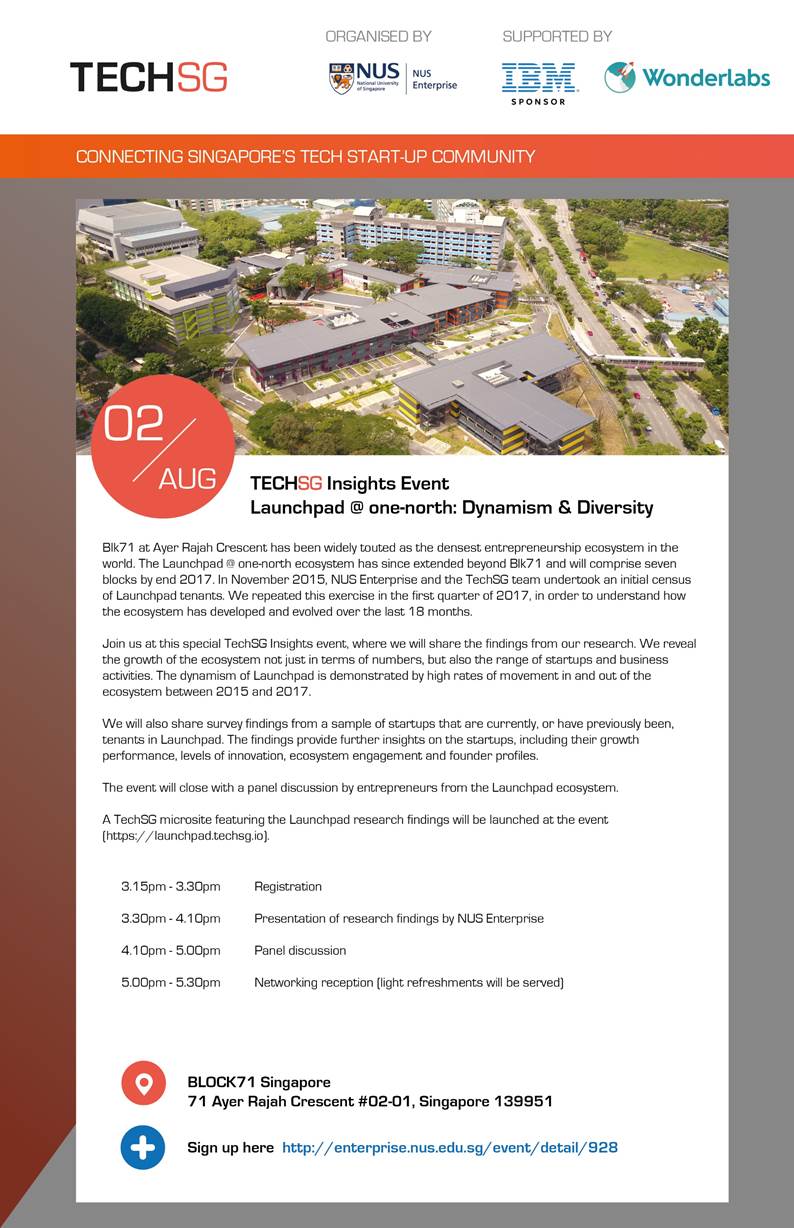 ORGANISED BY
SUPPORTED BY
TECHSG
NUS
National University
of Singapore
NUS
Enterprise
IBM
SPONSOR
Wonderlabs
CONNECTING SINGAPORE'S TECH START-UP COMMUNITY
02
AUG
TECHSG Insights Event
Launchpad @ one-north: Dynamism & Diversity
Blk71 at Ayer Rajah Crescent has been widely touted as the densest entrepreneurship ecosystem in the
world. The Launchpad @ one-north ecosystem has since extended beyond Blk71 and will comprise seven
blocks by end 2017. In November 2015, NUS Enterprise and the TechSG team undertook an initial census
of Launchpad tenants. We repeated this exercise in the first quarter of 2017, in order to understand how
the ecosystem has developed and evolved over the last 18 months.
Join us at this special TechSG Insights event, where we will share the findings from our research. We reveal
the growth of the ecosystem not just in terms of numbers, but also the range of startups and business
activities. The dynamism of Launchpad is demonstrated by high rates of movement in and out of the
ecosystem between 2015 and 2017.
We will also share survey findings from a sample of startups that are currently, or have previously been,
tenants in Launchpad. The findings provide further insights on the startups, including their growth
performance, levels of innovation, ecosystem engagement and founder profiles.
The event will close with a panel discussion by entrepreneurs from the Launchpad ecosystem.
A TechSG microsite featuring the Launchpad research findings will be launched at the event
(https://launchpad.techsg.io).
3.15pm - 3.30pm Registration
3.30pm - 4.10pm Presentation of research findings by NUS Enterprise
4.10pm - 5.00pm Panel discussion
5.00pm - 5.30pm Networking reception (light refreshments will be served)
BLOCK71 Singapore
71 Ayer Rajah Crescent #02-01, Singapore 139951
Sign up here http://enterprise.nus.edu.sg/event/detail/928